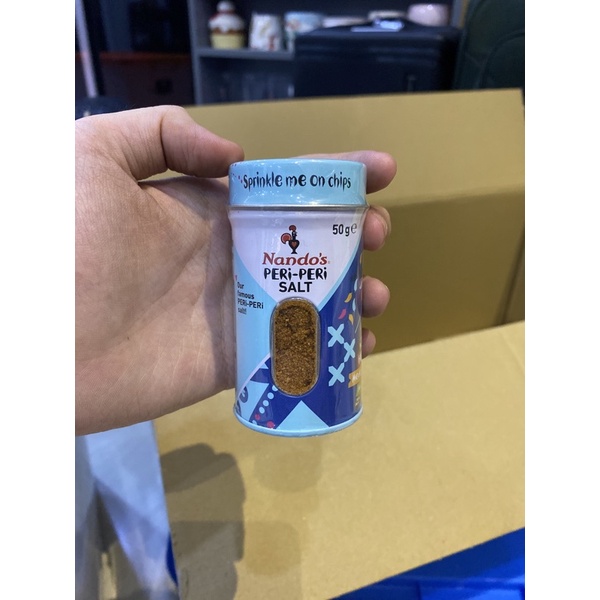 Sprinkle me on chips
50g e
Nando's
PERi-PERi
SALT
Our
famous
PERi-PERi
salt!